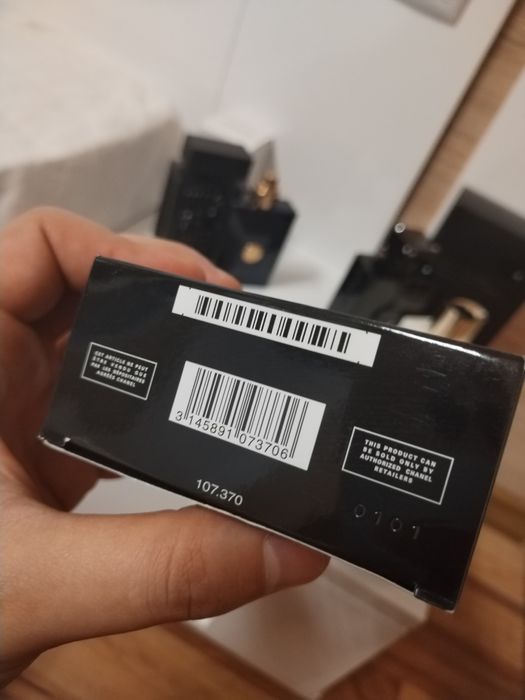 CET ARTICLE NE PEUT
ÊTRE VENDU QUE
PAR LES DÉPOSITAIRES
AGRÉÉS CHANEL
3 145891 073706
THIS PRODUCT CAN
BE SOLD ONLY BY
AUTHORIZED CHANEL
RETAILERS
107.370
0101